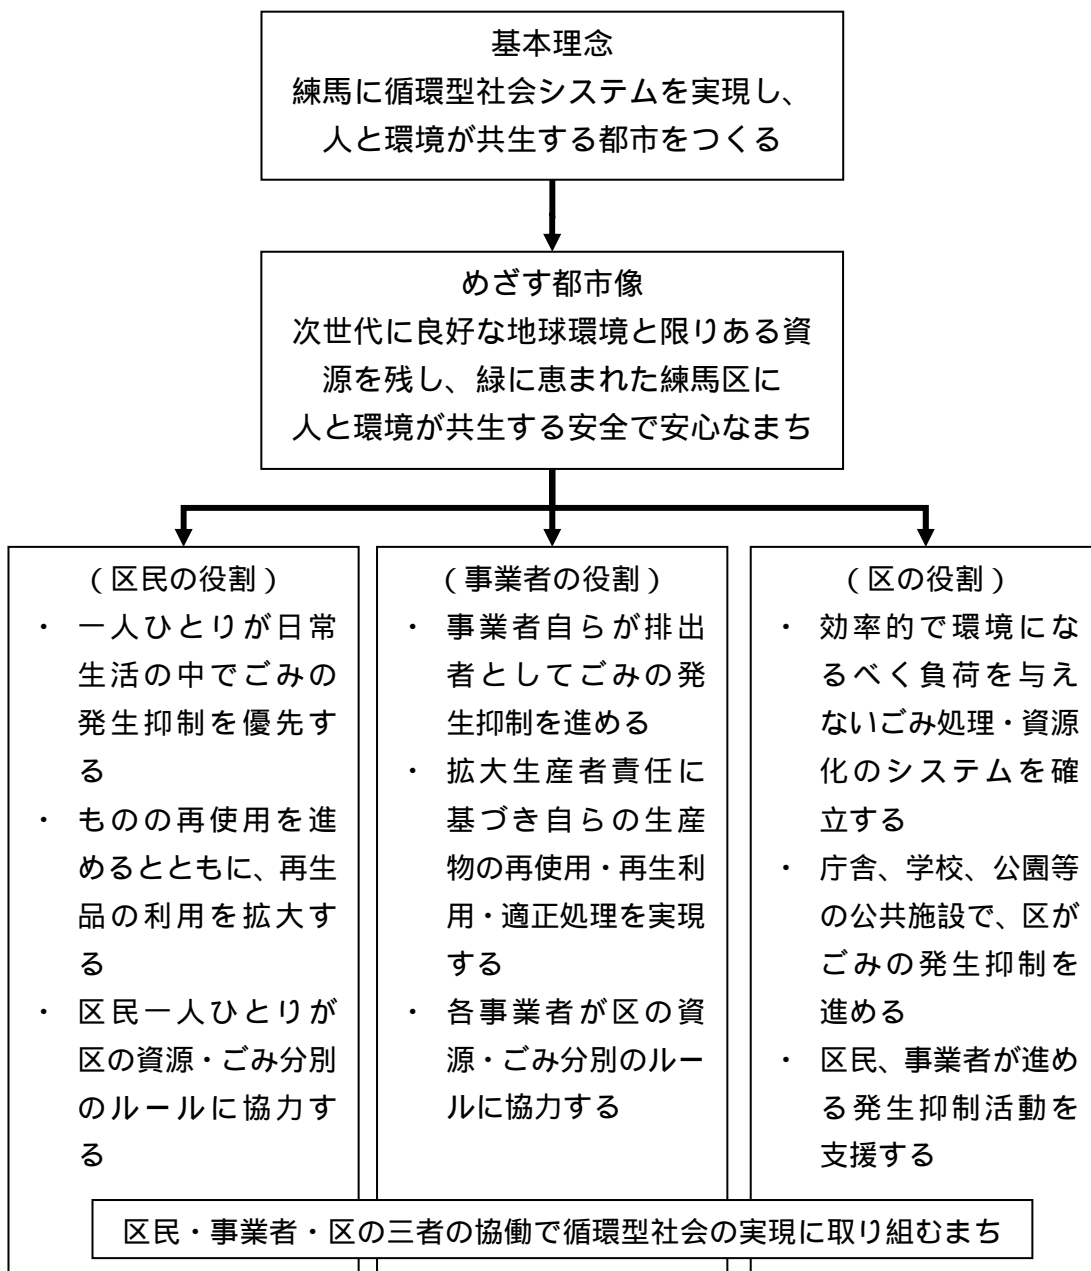 基本理念
練馬に循環型社会システムを実現し、
人と環境が共生する都市をつくる
めざす都市像
次世代に良好な地球環境と限りある資
源を残し、緑に恵まれた練馬区に
人と環境が共生する安全で安心なまち
（区民の役割）
・ 一人ひとりが日常
生活の中でごみの
発生抑制を優先す
る
・ ものの再使用を進
めるとともに、再生
品の利用を拡大す
る
・ 区民一人ひとりが
区の資源・ごみ分別
のルールに協力す
る
（事業者の役割）
・ 事業者自らが排出
者としてごみの発
生抑制を進める
・ 拡大生産者責任に
基づき自らの生産
物の再使用・再生利
用・適正処理を実現
する
・ 各事業者が区の資
源・ごみ分別のルー
ルに協力する
（区の役割）
・ 効率的で環境にな
るべく負荷を与え
ないごみ処理・資源
化のシステムを確
立する
・ 庁舎、学校、公園等
の公共施設で、区が
ごみの発生抑制を
進める
・ 区民、事業者が進め
る発生抑制活動を
支援する
区民・事業者・区の三者の協働で循環型社会の実現に取り組むまち